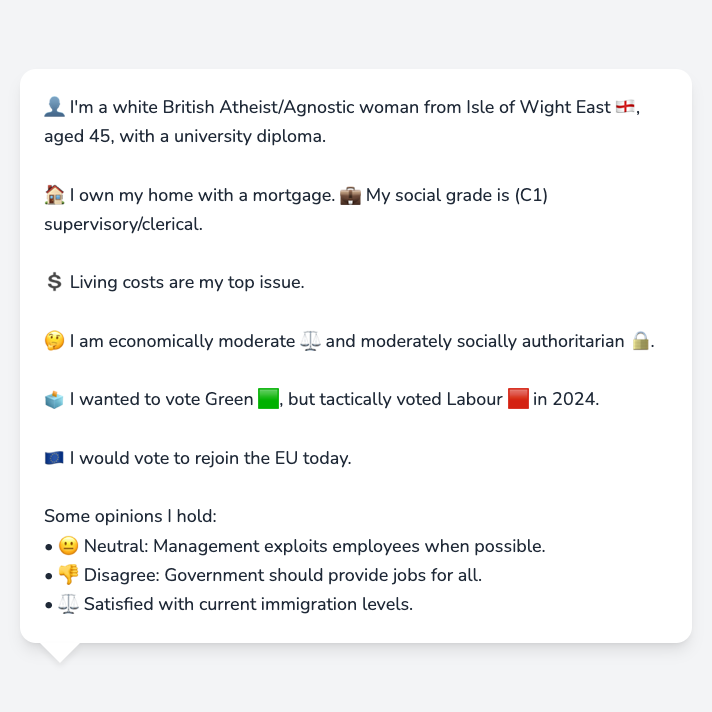 👤 I'm a white British Atheist/Agnostic woman from Isle of Wight East 🏴󠁧󠁢󠁥󠁮󠁧󠁿,
aged 45, with a university diploma.
🏠 I own my home with a mortgage. 💼 My social grade is (C1)
supervisory/clerical.
💲 Living costs are my top issue.
🤔 I am economically moderate ⚖️ and moderately socially authoritarian 🔒.
🗳️ I wanted to vote Green 🟩, but tactically voted Labour 🟥 in 2024.
🇪🇺 I would vote to rejoin the EU today.
Some opinions I hold:
• 😐 Neutral: Management exploits employees when possible.
• 👎 Disagree: Government should provide jobs for all.
• ⚖️ Satisfied with current immigration levels.